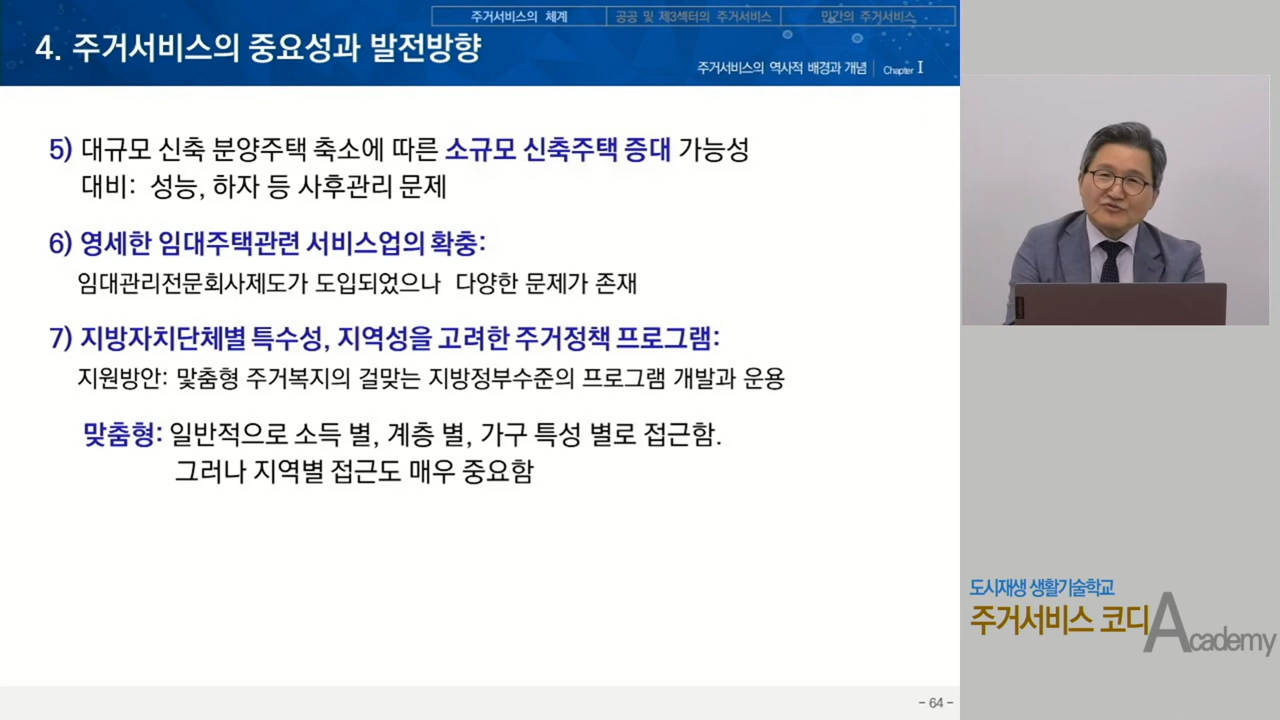 주거서비스의 체계
공공 및 제3섹터의 주거서비스
민간의 주거서비스
4. 주거서비스의 중요성과 발전방향
주거서비스의 역사적 배경과 개념 Chapter I
5) 대규모 신축 분양주택 축소에 따른 소규모 신축주택 증대 가능성
대비: 성능, 하자 등 사후관리 문제
6) 영세한 임대주택관련 서비스업의 확충:
임대관리전문회사제도가 도입되었으나 다양한 문제가 존재
7) 지방자치단체별 특수성, 지역성을 고려한 주거정책 프로그램:
지원방안: 맟춤형 주거복지의 걸맞는 지방정부수준의 프로그램 개발과 운용
맞춤형: 일반적으로 소득 별, 계층 별, 가구 특성 별로 접근함.
그러나 지역별 접근도 매우 중요함
- 64 -
도시재생 생활기술학교
주거서비스 코디 Academy